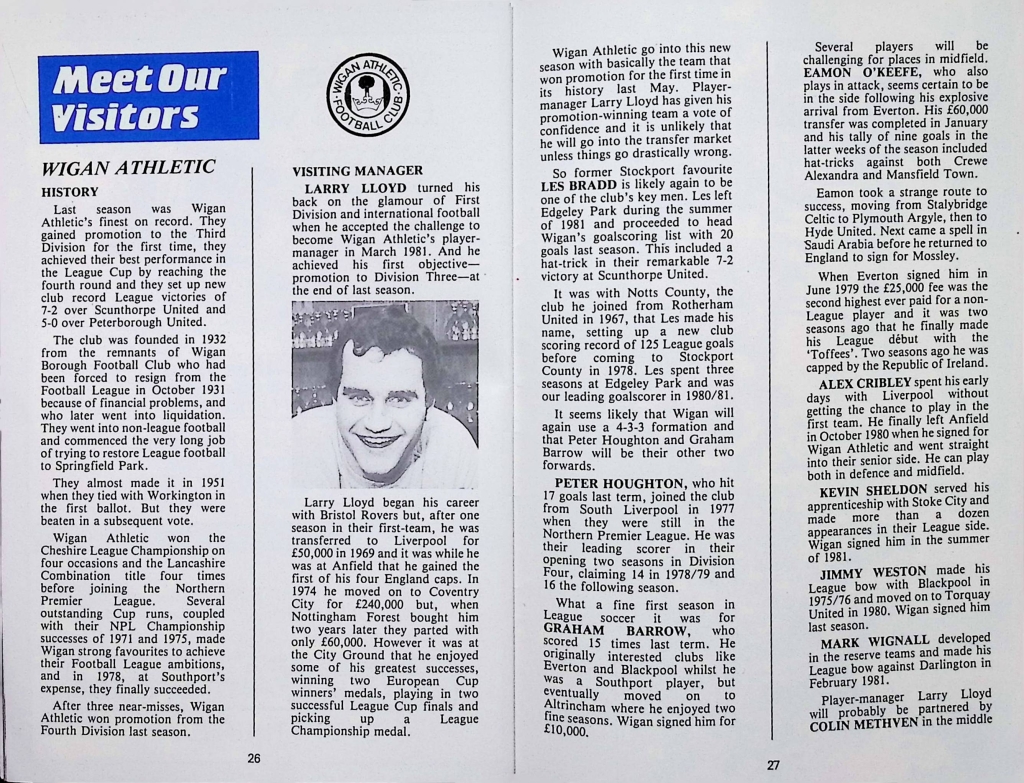 Meet Our
Visitors
WIGAN ATHLETIC
FOOTBALL CLUB
WIGAN ATHLETIC
HISTORY
Last season was Wigan
Athletic's finest on record. They
gained promotion to the Third
Division for the first time, they
achieved their best performance in
the League Cup by reaching the
fourth round and they set up new
club record League victories of
7-2 over Scunthorpe United and
5-0 over Peterborough United.
The club was founded in 1932
from the remnants of Wigan
Borough Football Club who had
been forced to resign from the
Football League in October 1931
because of financial problems, and
who later went into liquidation.
They went into non-league football
and commenced the very long job
of trying to restore League football
to Springfield Park.
They almost made it in 1951
when they tied with Workington in
the first ballot. But they were
beaten in a subsequent vote.
Wigan Athletic won the
Cheshire League Championship on
four occasions and the Lancashire
Combination title four times
before joining the Northern
Premier League. Several
outstanding Cup runs, coupled
with their NPL Championship
successes of 1971 and 1975, made
Wigan strong favourites to achieve
their Football League ambitions,
and in 1978, at Southport's
expense, they finally succeeded.
After three near-misses, Wigan
Athletic won promotion from the
Fourth Division last season.
VISITING MANAGER
LARRY LLOYD turned his
back on the glamour of First
Division and international football
when he accepted the challenge to
become Wigan Athletic's player-
manager in March 1981. And he
achieved his first objective—
promotion to Division Three—at
the end of last season.
Larry Lloyd began his career
with Bristol Rovers but, after one
season in their first-team, he was
transferred to Liverpool for
£50,000 in 1969 and it was while he
was at Anfield that he gained the
first of his four England caps. In
1974 he moved on to Coventry
City for £240,000 but, when
Nottingham Forest bought him
two years later they parted with
only £60,000. However it was at
the City Ground that he enjoyed
some of his greatest successes,
winning two European Cup
winners' medals, playing in two
successful League Cup finals and
picking up a League
Championship medal.
26
Wigan Athletic go into this new
season with basically the team that
won promotion for the first time in
its history last May. Player-
manager Larry Lloyd has given his
promotion-winning team a vote of
confidence and it is unlikely that
he will go into the transfer market
unless things go drastically wrong.
So former Stockport favourite
LES BRADD is likely again to be
one of the club's key men. Les left
Edgeley Park during the summer
of 1981 and proceeded to head
Wigan's goalscoring list with 20
goals last season. This included a
hat-trick in their remarkable 7-2
victory at Scunthorpe United.
It was with Notts County, the
club he joined from Rotherham
United in 1967, that Les made his
name, setting up a new club
scoring record of 125 League goals
before coming to Stockport
County in 1978. Les spent three
seasons at Edgeley Park and was
our leading goalscorer in 1980/81.
It seems likely that Wigan will
again use a 4-3-3 formation and
that Peter Houghton and Graham
Barrow will be their other two
forwards.
PETER HOUGHTON, who hit
17 goals last term, joined the club
from South Liverpool in 1977
when they were still in the
Northern Premier League. He was
their leading scorer in their
opening two seasons in Division
Four, claiming 14 in 1978/79 and
16 the following season.
What a fine first season in
League soccer it was for
GRAHAM BARROW, who
scored 15 times last term. He
originally interested clubs like
Everton and Blackpool whilst he
was a Southport player, but
eventually moved on to
Altrincham where he enjoyed two
fine seasons. Wigan signed him for
£10,000.
Several players will be
challenging for places in midfield.
EAMON O'KEEFE, who also
plays in attack, seems certain to be
in the side following his explosive
arrival from Everton. His £60,000
transfer was completed in January
and his tally of nine goals in the
latter weeks of the season included
hat-tricks against both Crewe
Alexandra and Mansfield Town.
Eamon took a strange route to
success, moving from Stalybridge
Celtic to Plymouth Argyle, then to
Hyde United. Next came a spell in
Saudi Arabia before he returned to
England to sign for Mossley.
When Everton signed him in
June 1979 the £25,000 fee was the
second highest ever paid for a non-
League player and it was two
seasons ago that he finally made
his League début with the
'Toffees'. Two seasons ago he was
capped by the Republic of Ireland.
ALEX CRIBLEY spent his early
days with Liverpool without
getting the chance to play in the
first team. He finally left Anfield
in October 1980 when he signed for
Wigan Athletic and went straight
into their senior side. He can play
both in defence and midfield.
KEVIN SHELDON served his
apprenticeship with Stoke City and
made more than a dozen
appearances in their League side.
Wigan signed him in the summer
of 1981.
JIMMY WESTON made his
League bow with Blackpool in
1975/76 and moved on to Torquay
United in 1980. Wigan signed him
last season.
MARK WIGNALL developed
in the reserve teams and made his
League bow against Darlington in
February 1981.
Player-manager Larry Lloyd
will probably be partnered by
COLIN METHVEN in the middle
27